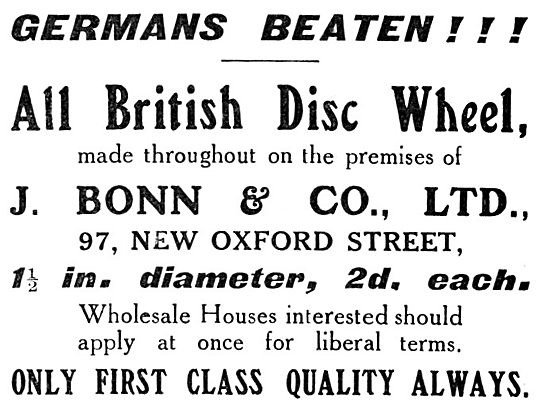 GERMANS BEATEN!!!
All British Disc Wheel,
made throughout on the premises of
J. BONN & CO., LTD.,
97, NEW OXFORD STREET,
1½ in. diameter, 2d. each.
Wholesale Houses interested should
apply at once for liberal terms.
ONLY FIRST CLASS QUALITY ALWAYS.